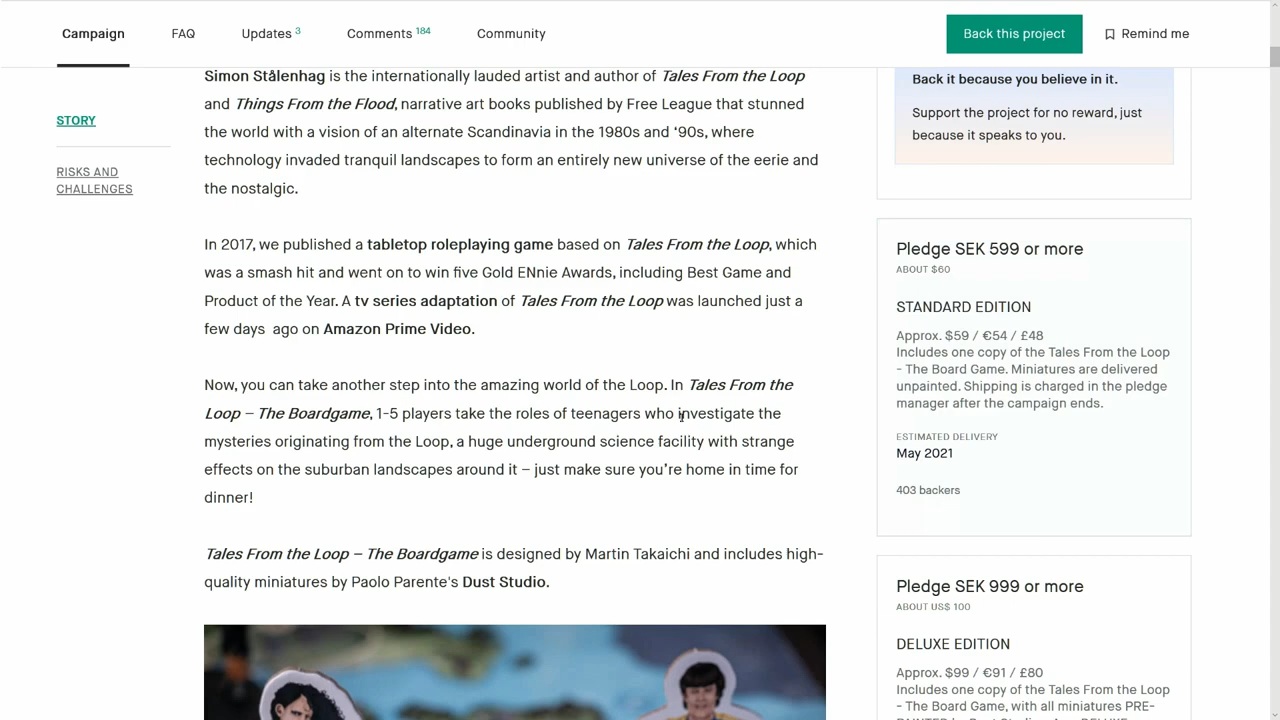 Campaign
FAQ
Updates 3
Comments 184
Community
Back this project
Remind me
STORY
RISKS AND
CHALLENGES
Simon Stålenhag is the internationally lauded artist and author of Tales From the Loop
and Things From the Flood, narrative art books published by Free League that stunned
the world with a vision of an alternate Scandinavia in the 1980s and ‘90s, where
technology invaded tranquil landscapes to form an entirely new universe of the eerie and
the nostalgic.
In 2017, we published a tabletop roleplaying game based on Tales From the Loop, which
was a smash hit and went on to win five Gold ENnie Awards, including Best Game and
Product of the Year. A tv series adaptation of Tales From the Loop was launched just a
few days ago on Amazon Prime Video.
Now, you can take another step into the amazing world of the Loop. In Tales From the
Loop – The Boardgame, 1-5 players take the roles of teenagers who investigate the
mysteries originating from the Loop, a huge underground science facility with strange
effects on the suburban landscapes around it – just make sure you’re home in time for
dinner!
Tales From the Loop – The Boardgame is designed by Martin Takaichi and includes high-
quality miniatures by Paolo Parente's Dust Studio.
Back it because you believe in it.
Support the project for no reward, just
because it speaks to you.
Pledge SEK 599 or more
ABOUT $60
STANDARD EDITION
Approx. $59 / €54 / £48
Includes one copy of the Tales From the Loop
- The Board Game. Miniatures are delivered
unpainted. Shipping is charged in the pledge
manager after the campaign ends.
ESTIMATED DELIVERY
May 2021
403 backers
Pledge SEK 999 or more
ABOUT US$ 100
DELUXE EDITION
Approx. $99 / €91 / £80
Includes one copy of the Tales From the Loop
- The Board Game, with all miniatures PRE-